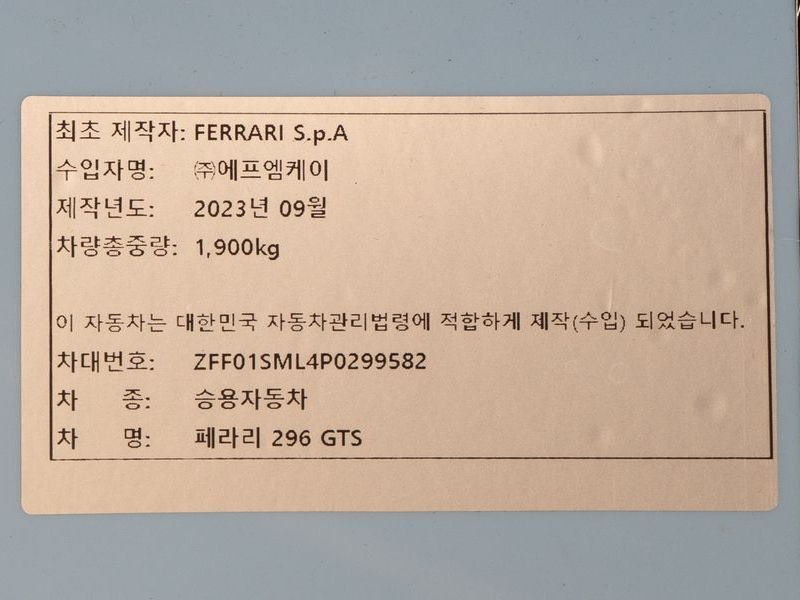 최초 제작자: FERRARI S.p.A
수입자명: ㈜에프엠케이
제작년도: 2023년 09월
차량총중량: 1,900kg
이 자동차는 대한민국 자동차관리법령에 적합하게 제작(수입) 되었습니다.
차대번호: ZFF01SML4P0299582
차 종: 승용자동차
차 명: 페라리 296 GTS